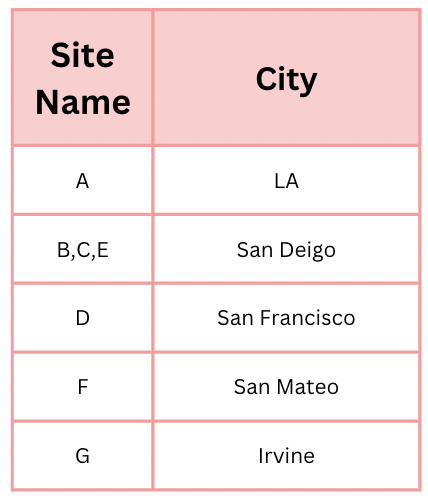 Site
Name
City
A
LA
B,C,E
San Deigo
D
San Francisco
F
San Mateo
G
Irvine